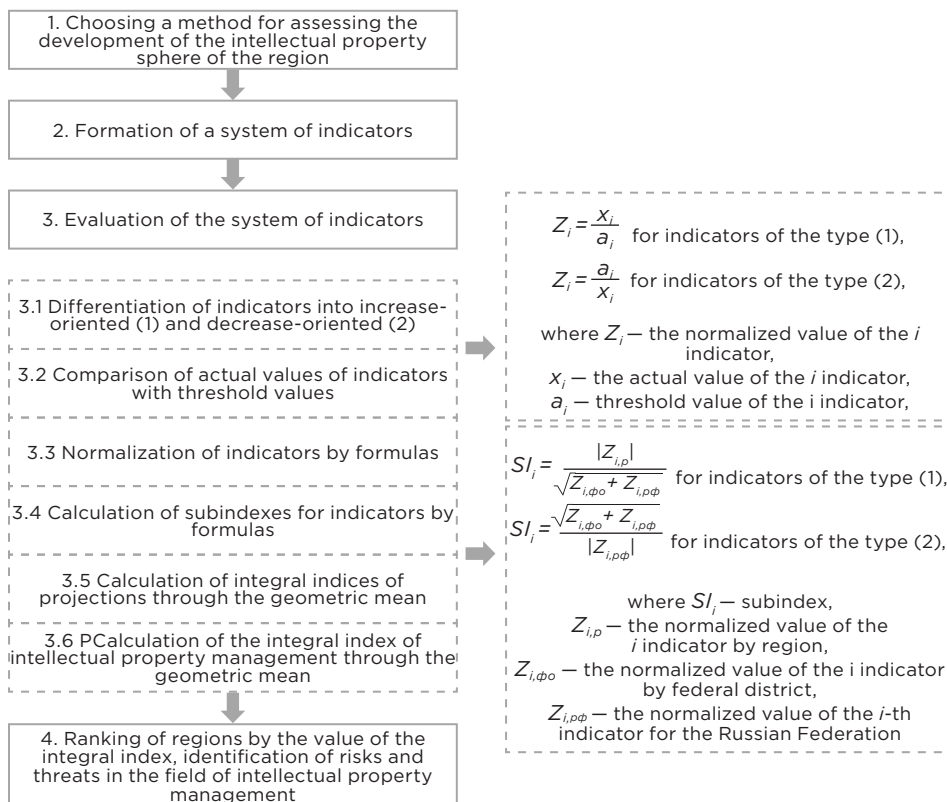 1. Choosing a method for assessing the
development of the intellectual property
sphere of the region
2. Formation of a system of indicators
3. Evaluation of the system of indicators
3.1 Differentiation of indicators into increase-
oriented (1) and decrease-oriented (2)
3.2 Comparison of actual values of indicators
with threshold values
3.3 Normalization of indicators by formulas
3.4 Calculation of subindexes for indicators by
formulas
3.5 Calculation of integral indices of
projections through the geometric mean
3.6 PCalculation of the integral index of
intellectual property management through the
geometric mean
4. Ranking of regions by the value of the
integral index, identification of risks and
threats in the field of intellectual property
management
Z_i = x_i / a_i for indicators of the type (1),
Z_i = a_i / x_i for indicators of the type (2),
where Z_i — the normalized value of the i
indicator,
x_i — the actual value of the i indicator,
a_i — threshold value of the i indicator,
SI_i = |Z_{i,p}| / √(Z_{i,фо} + Z_{i,рф}) for indicators of the type (1),
SI_i = √(Z_{i,фо} + Z_{i,рф}) / |Z_{i,рф}| for indicators of the type (2),
where SI_i — subindex,
Z_{i,p} — the normalized value of the
i indicator by region,
Z_{i,фо} — the normalized value of the i indicator
by federal district,
Z_{i,рф} — the normalized value of the i-th
indicator for the Russian Federation